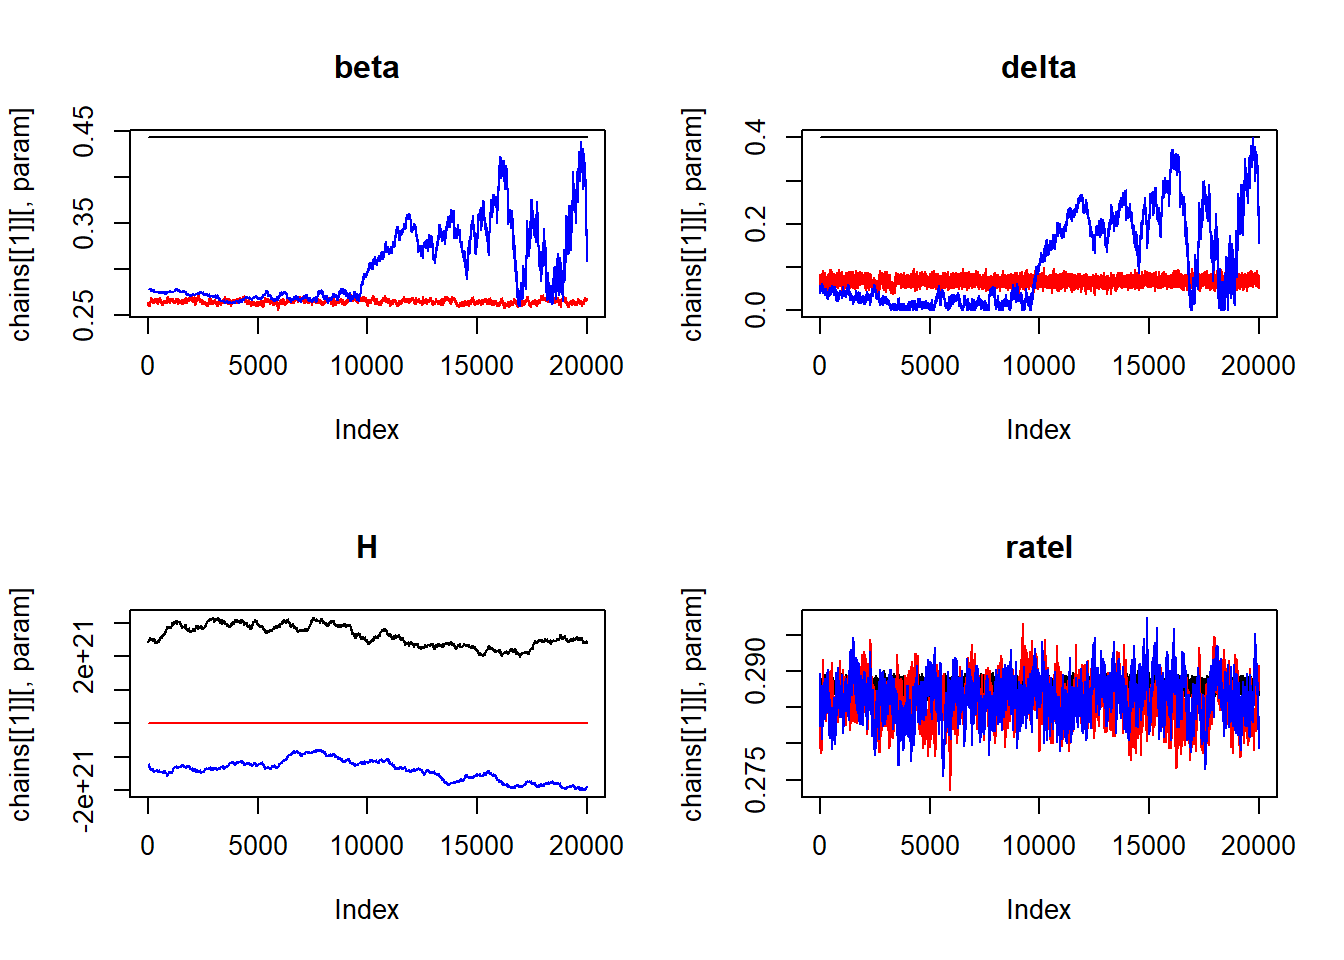 beta
chains[[1]][, param]
0.25 0.35 0.45
0 5000 10000 15000 20000
Index
delta
chains[[1]][, param]
0.0 0.2 0.4
0 5000 10000 15000 20000
Index
H
chains[[1]][, param]
-2e+21 2e+21
0 5000 10000 15000 20000
Index
rateI
chains[[1]][, param]
0.275 0.290
0 5000 10000 15000 20000
Index